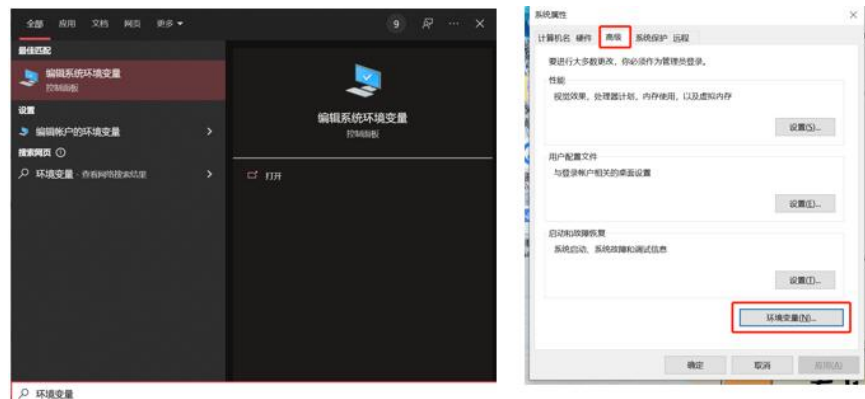 全部 应用 文档 网页 更多
9
最佳匹配
编辑系统环境变量
控制面板
设置
编辑帐户的环境变量
搜索网页
环境变量 - 查看网络搜索结果
编辑系统环境变量
控制面板
打开
环境变量
系统属性
计算机名 硬件 高级 系统保护 远程
要进行大多数更改，你必须作为管理员登录。
性能
视觉效果，处理器计划，内存使用，以及虚拟内存
设置(S)...
用户配置文件
与登录帐户相关的桌面设置
设置(E)...
启动和故障恢复
系统启动、系统故障和调试信息
设置(T)...
环境变量(N)...
确定 取消 应用(A)